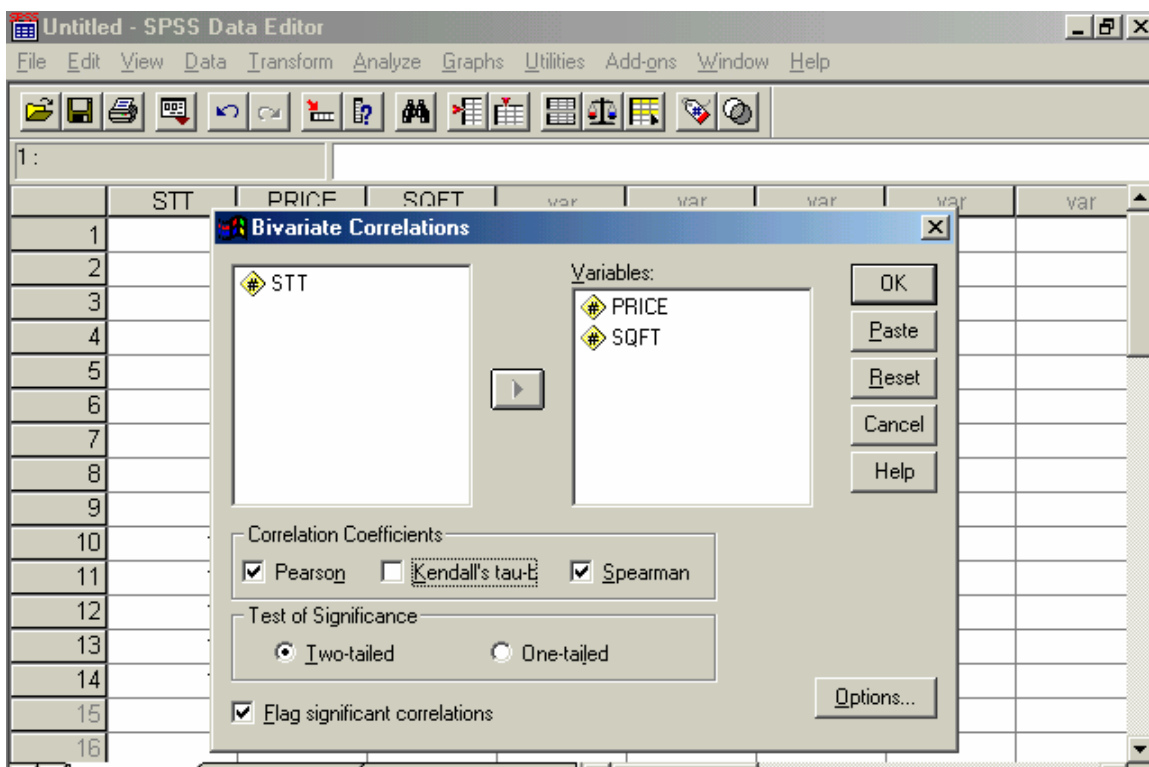 Untitled - SPSS Data Editor
File Edit View Data Transform Analyze Graphs Utilities Add-ons Window Help
1 :
STT PRICE SQFT var var var var var
Bivariate Correlations
1
2
3
4
5
6
7
8
9
10
11
12
13
14
15
16
STT
Variables:
PRICE
SQFT
OK
Paste
Reset
Cancel
Help
Correlation Coefficients
Pearson Kendall's tau-b Spearman
Test of Significance
Two-tailed One-tailed
Flag significant correlations
Options...